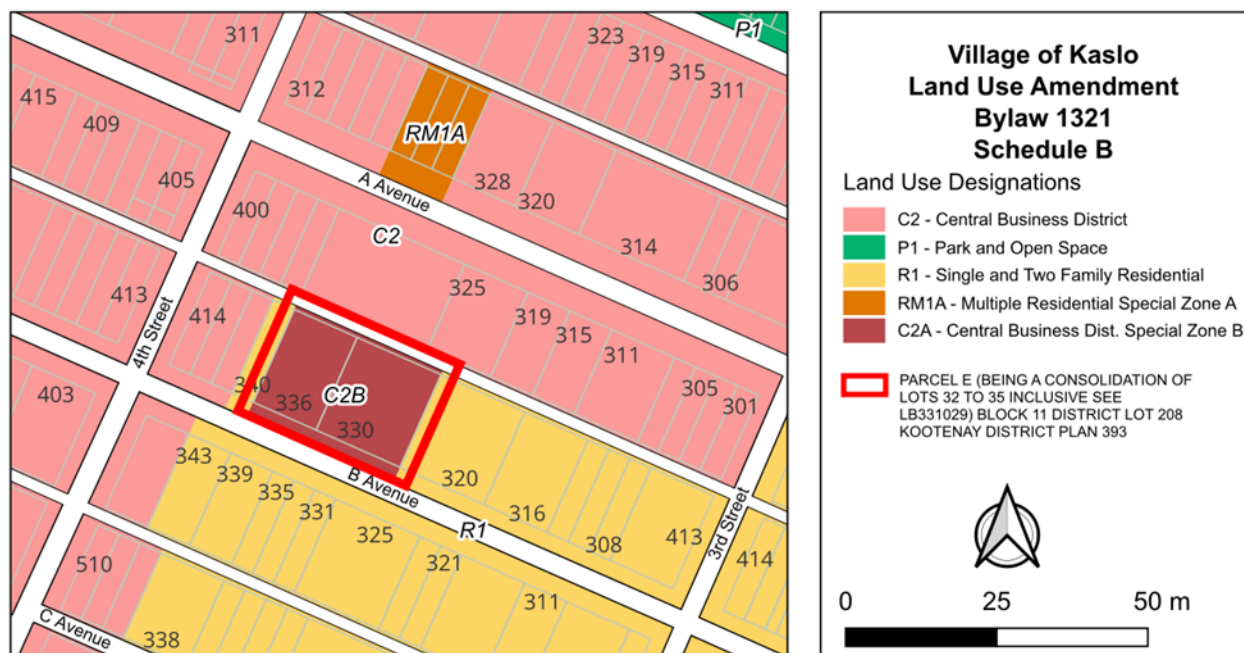 P1
311
323
319
315
311
312
415
409
RM1A
405
328
A Avenue
320
400
C2
314
306
325
413
4th Street
414
319
315
311
340
305
301
403
336
C2B
330
343
339
335
331
B Avenue
320
325
R1
316
308
413
3rd Street
414
510
321
311
C Avenue
338
Village of Kaslo
Land Use Amendment
Bylaw 1321
Schedule B
Land Use Designations
C2 - Central Business District
P1 - Park and Open Space
R1 - Single and Two Family Residential
RM1A - Multiple Residential Special Zone A
C2A - Central Business Dist. Special Zone B
PARCEL E (BEING A CONSOLIDATION OF
LOTS 32 TO 35 INCLUSIVE SEE
LB331029) BLOCK 11 DISTRICT LOT 208
KOOTENAY DISTRICT PLAN 393
0 25 50 m